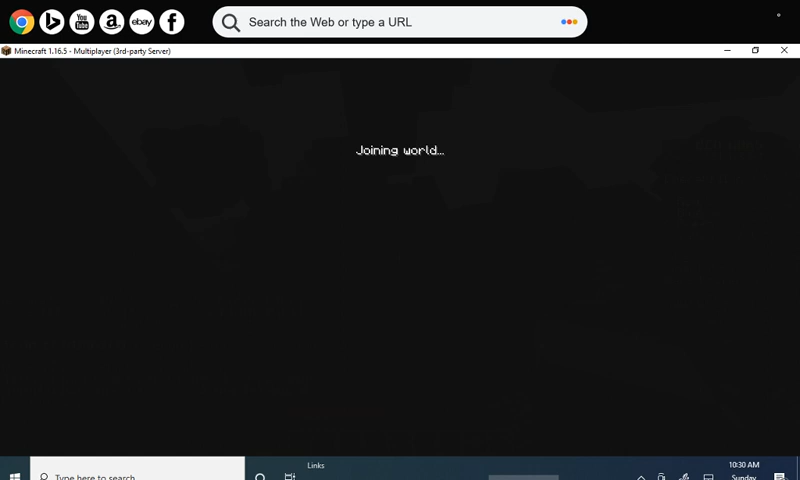 You
Tube
a
ebay
f
Search the Web or type a URL
Minecraft 1.16.5 - Multiplayer (3rd-party Server)
Joining world...
Links
10:30 AM
Type here to search
Sunday